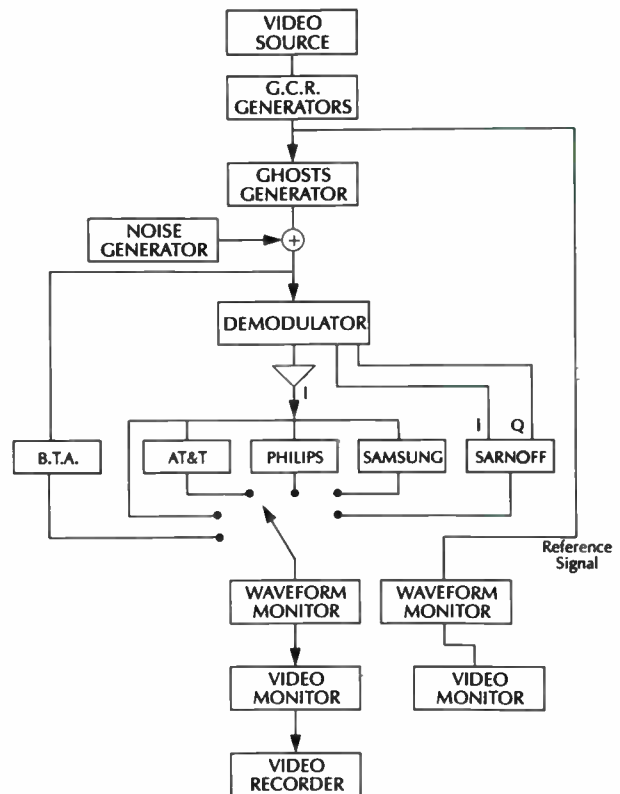 VIDEO
SOURCE
G.C.R.
GENERATORS
GHOSTS
GENERATOR
NOISE
GENERATOR
+
DEMODULATOR
I
I Q
B.T.A.
AT&T
PHILIPS
SAMSUNG
SARNOFF
Reference
Signal
WAVEFORM
MONITOR
WAVEFORM
MONITOR
VIDEO
MONITOR
VIDEO
MONITOR
VIDEO
RECORDER